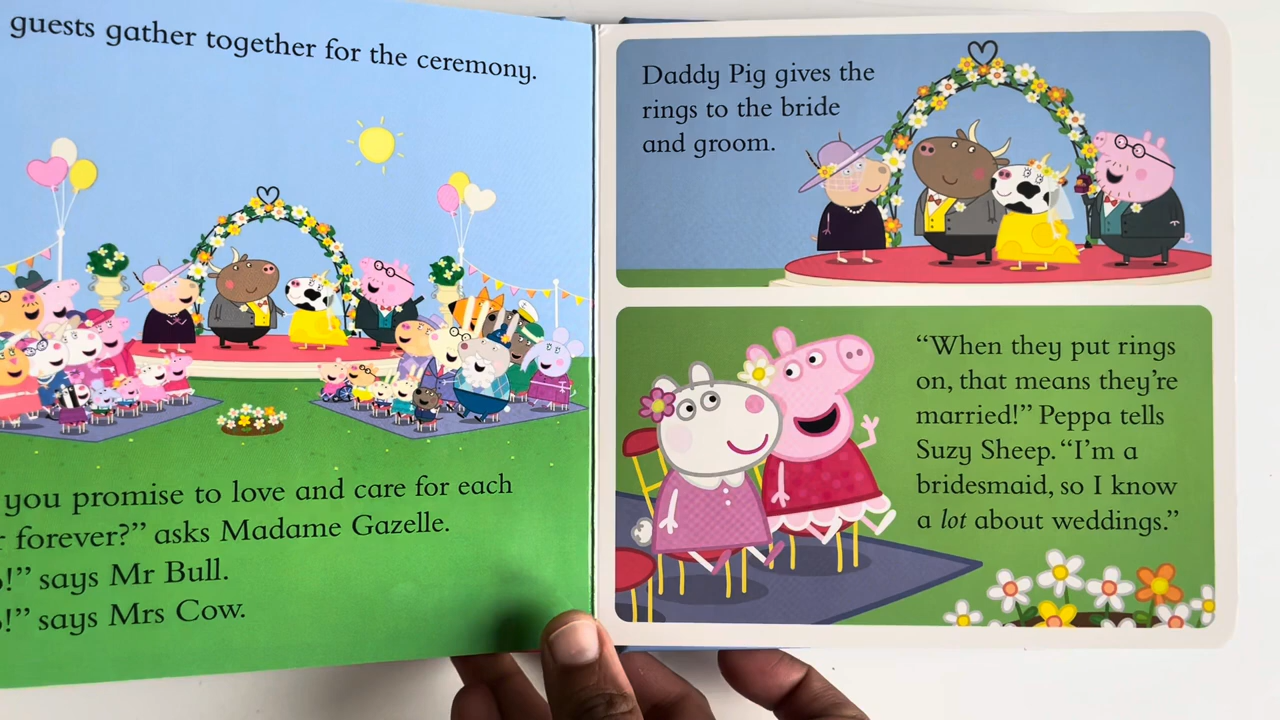 guests gather together for the ceremony.
you promise to love and care for each
forever?” asks Madame Gazelle.
!” says Mr Bull.
!” says Mrs Cow.
Daddy Pig gives the
rings to the bride
and groom.
“When they put rings
on, that means they’re
married!” Peppa tells
Suzy Sheep. “I’m a
bridesmaid, so I know
a lot about weddings.”